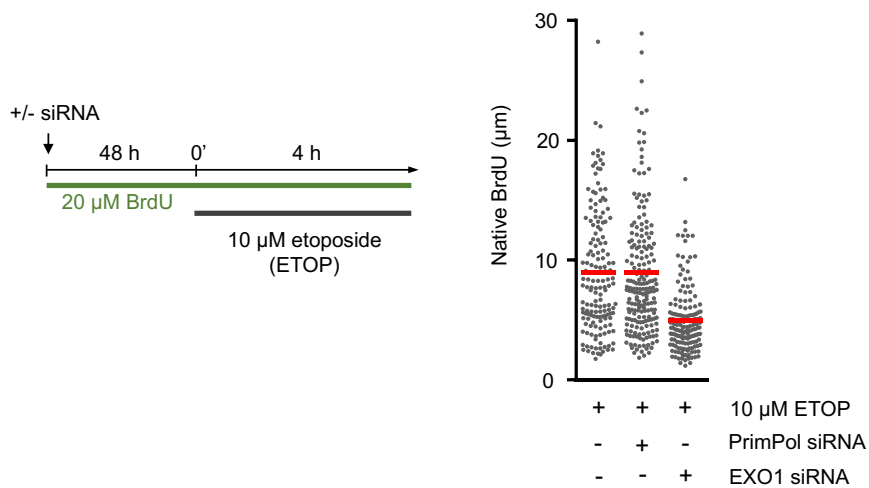 +/- siRNA
48 h 0’ 4 h
20 µM BrdU
10 µM etoposide
(ETOP)
Native BrdU (µm)
30
20
10
0
+ + + 10 µM ETOP
- + - PrimPol siRNA
- - + EXO1 siRNA